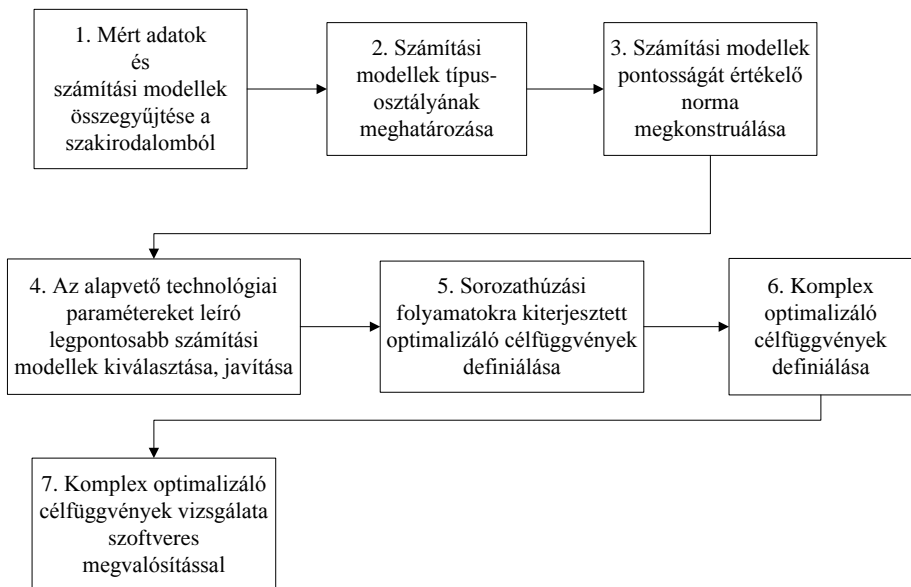 1. Mért adatok
és
számítási modellek
összegyűjtése a
szakirodalomból
2. Számítási
modellek típus-
osztályának
meghatározása
3. Számítási modellek
pontosságát értékelő
norma
megkonstruálása
4. Az alapvető technológiai
paramétereket leíró
legpontosabb számítási
modellek kiválasztása, javítása
5. Sorozathúzási
folyamatokra kiterjesztett
optimalizáló célfüggvények
definiálása
6. Komplex
optimalizáló
célfüggvények
definiálása
7. Komplex optimalizáló
célfüggvények vizsgálata
szoftveres
megvalósítással